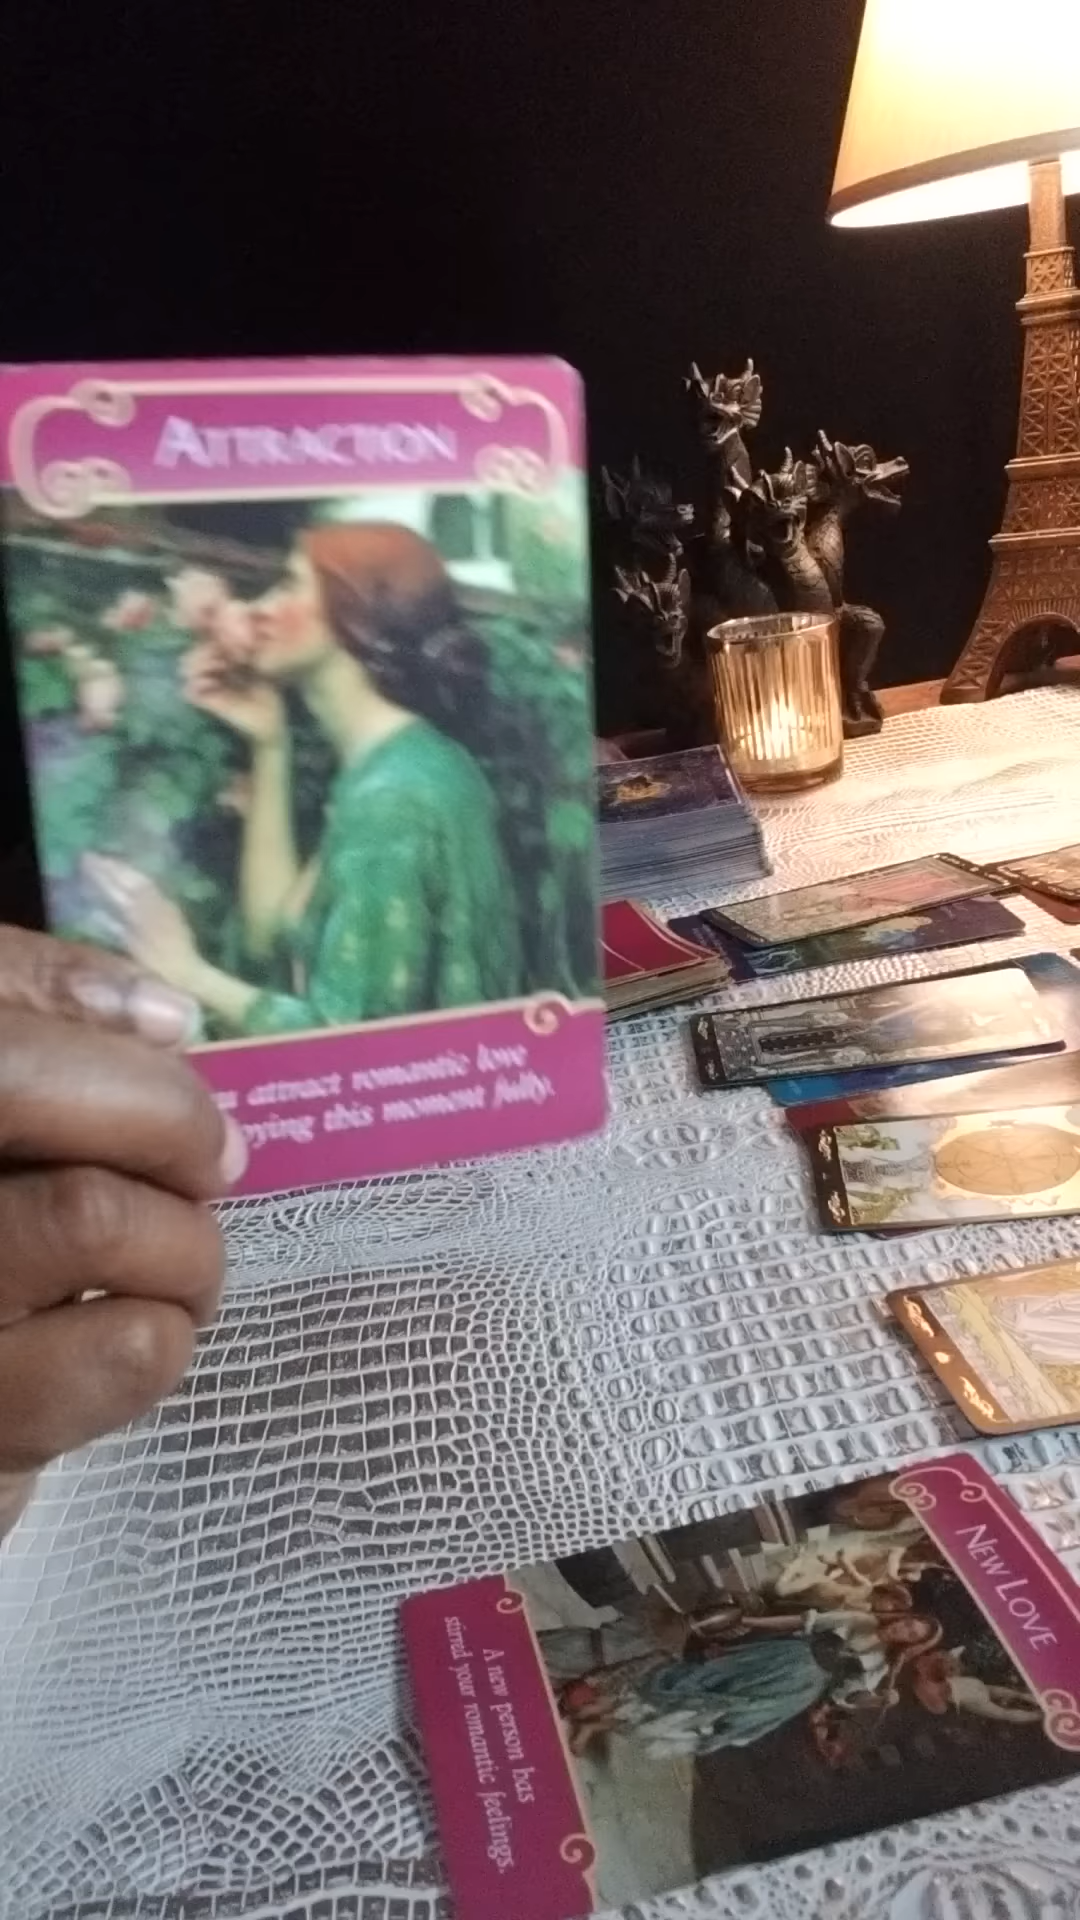 ATTRACTION
attract romantic love
this moment fully.
NEW LOVE
A new person has
stirred your romantic feelings.